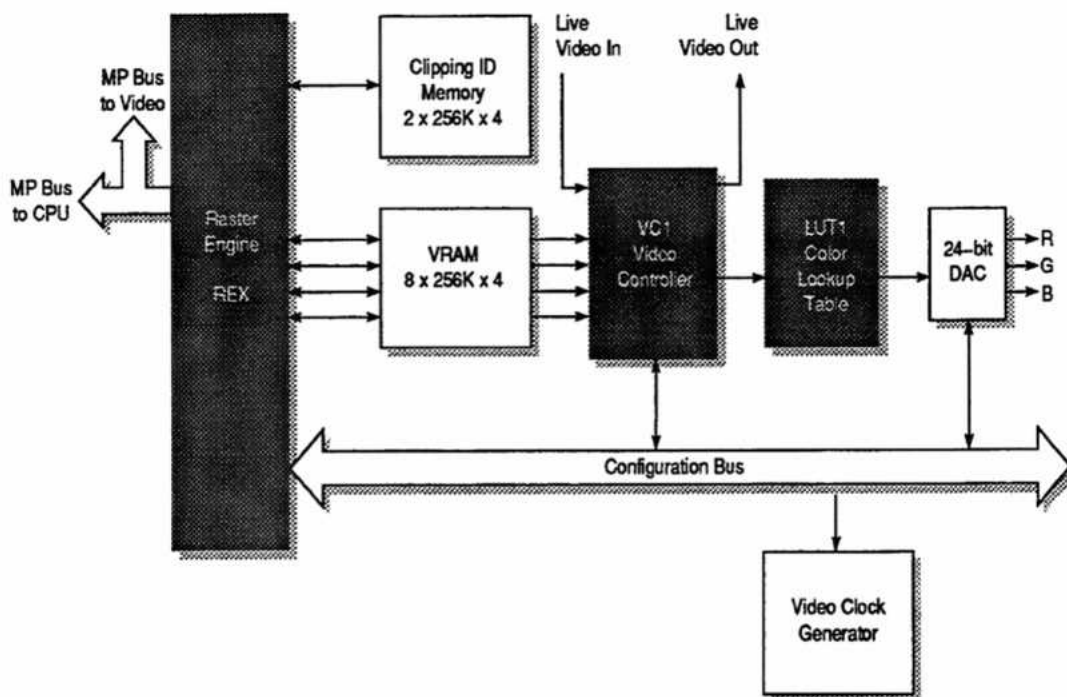 Live
Video In
Live
Video Out
MP Bus
to Video
Clipping ID
Memory
2 x 256K x 4
MP Bus
to CPU
Raster
Engine
REX
VRAM
8 x 256K x 4
VC1
Video
Controller
LUT1
Color
Lookup
Table
24-bit
DAC
R
G
B
Configuration Bus
Video Clock
Generator